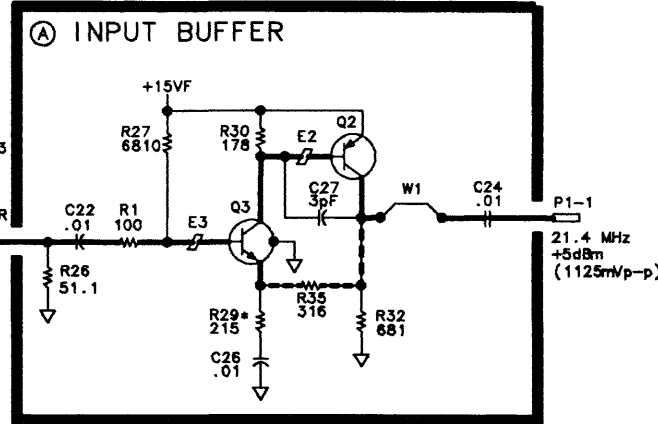 A INPUT BUFFER
+15VF
R27
6810
R30
178
E2
Q2
3
R
C22
.01
R1
100
E3
Q3
C27
3pF
W1
C24
.01
P1-1
21.4 MHz
+5dBm
(1125mVp-p)
R26
51.1
R35
316
R29*
215
R32
681
C26
.01